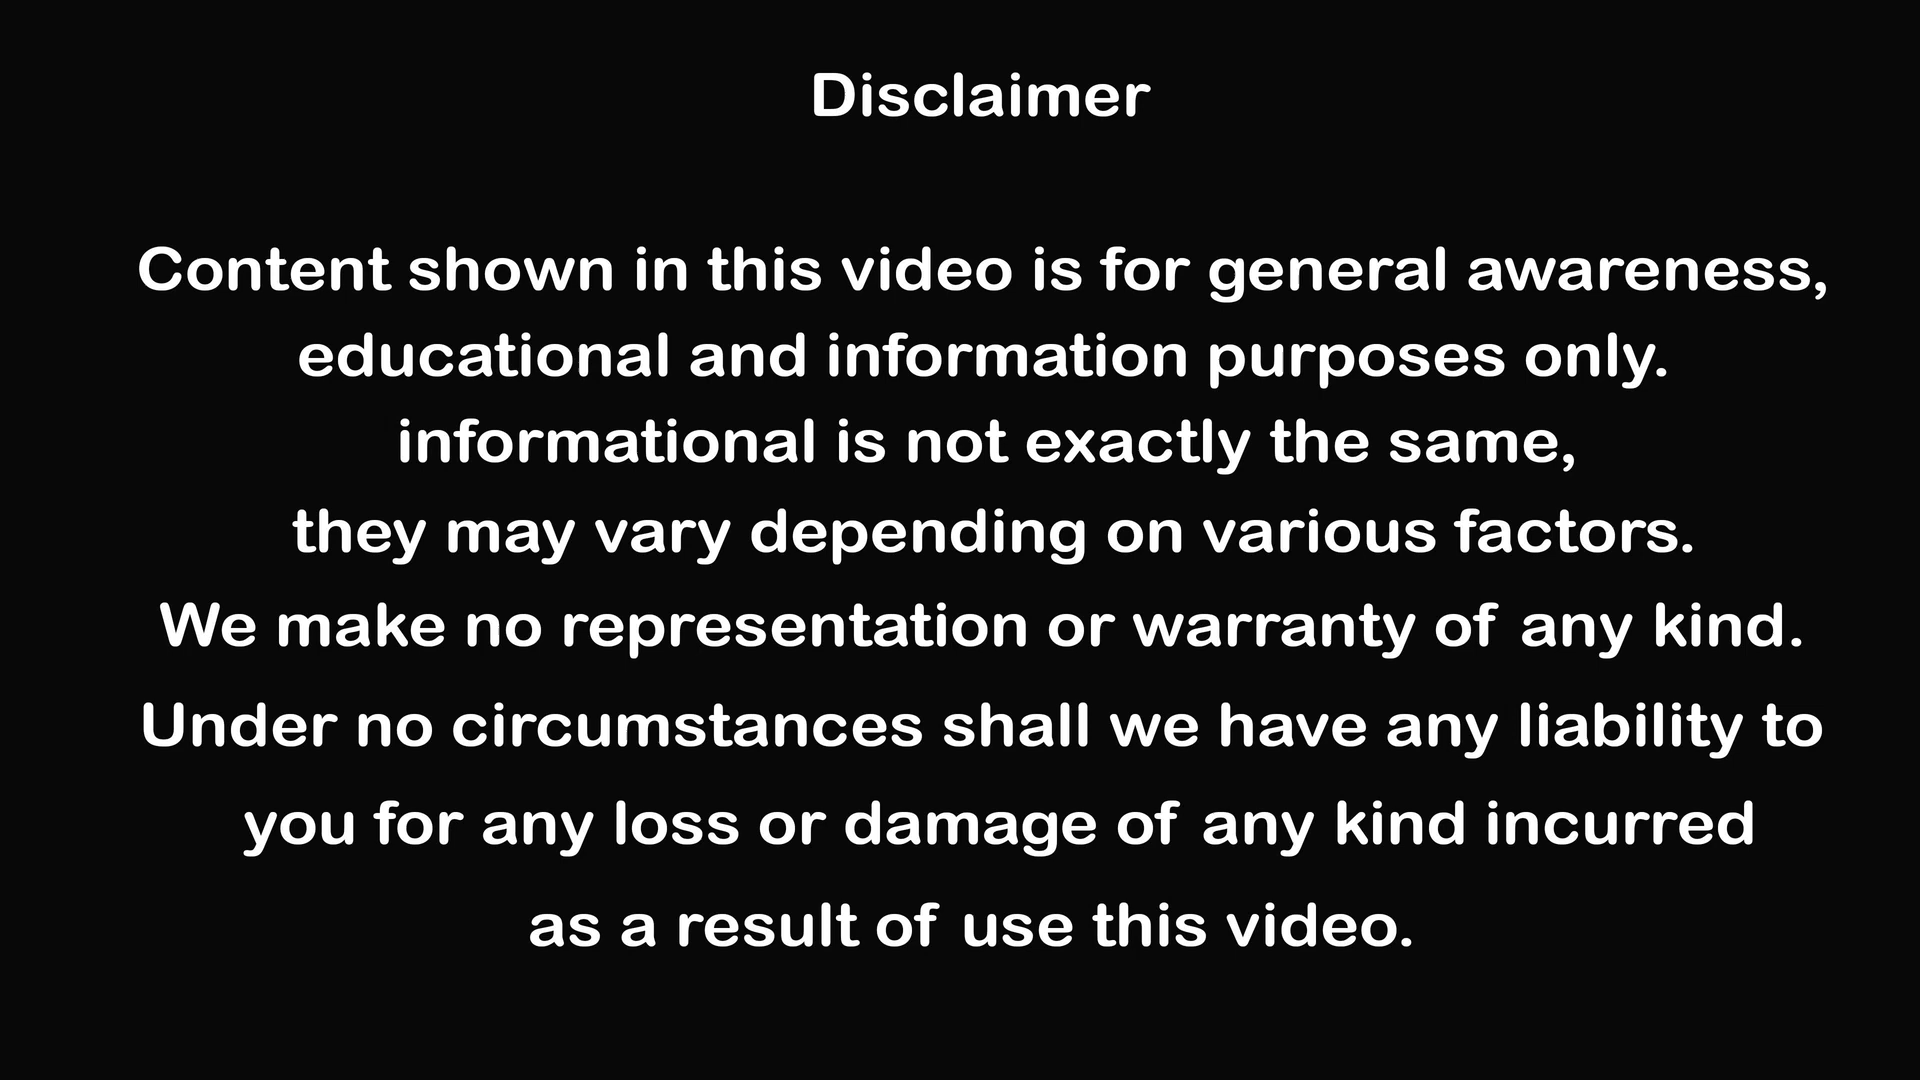 Disclaimer
Content shown in this video is for general awareness,
educational and information purposes only.
informational is not exactly the same,
they may vary depending on various factors.
We make no representation or warranty of any kind.
Under no circumstances shall we have any liability to
you for any loss or damage of any kind incurred
as a result of use this video.